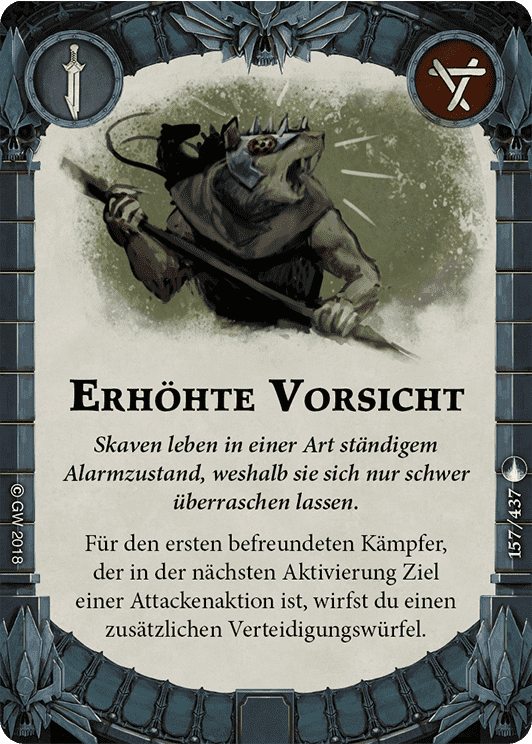 Erhöhte Vorsicht
Skaven leben in einer Art ständigem
Alarmzustand, weshalb sie sich nur schwer
überraschen lassen.
Für den ersten befreundeten Kämpfer,
der in der nächsten Aktivierung Ziel
einer Attackenaktion ist, wirfst du einen
zusätzlichen Verteidigungswürfel.
© GW 2018
157/437